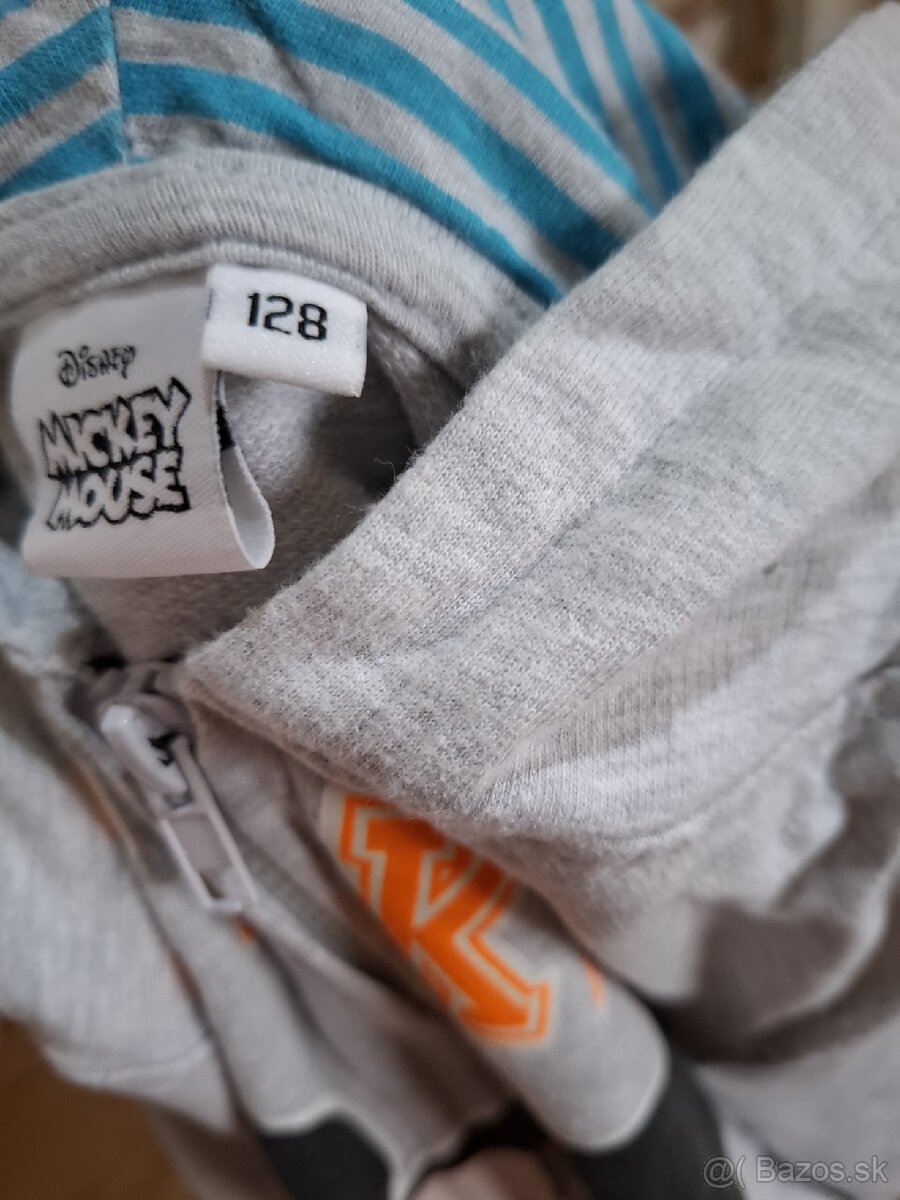 128
Disney
MICKEY
MOUSE
K
@( Bazos.sk